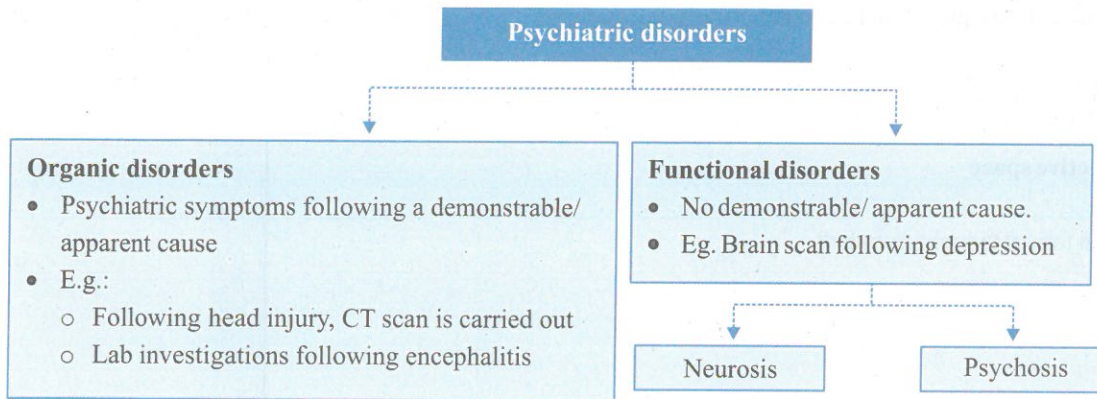 Psychiatric disorders
Organic disorders
• Psychiatric symptoms following a demonstrable/
apparent cause
• E.g.:
o Following head injury, CT scan is carried out
o Lab investigations following encephalitis
Functional disorders
• No demonstrable/ apparent cause.
• Eg. Brain scan following depression
Neurosis
Psychosis